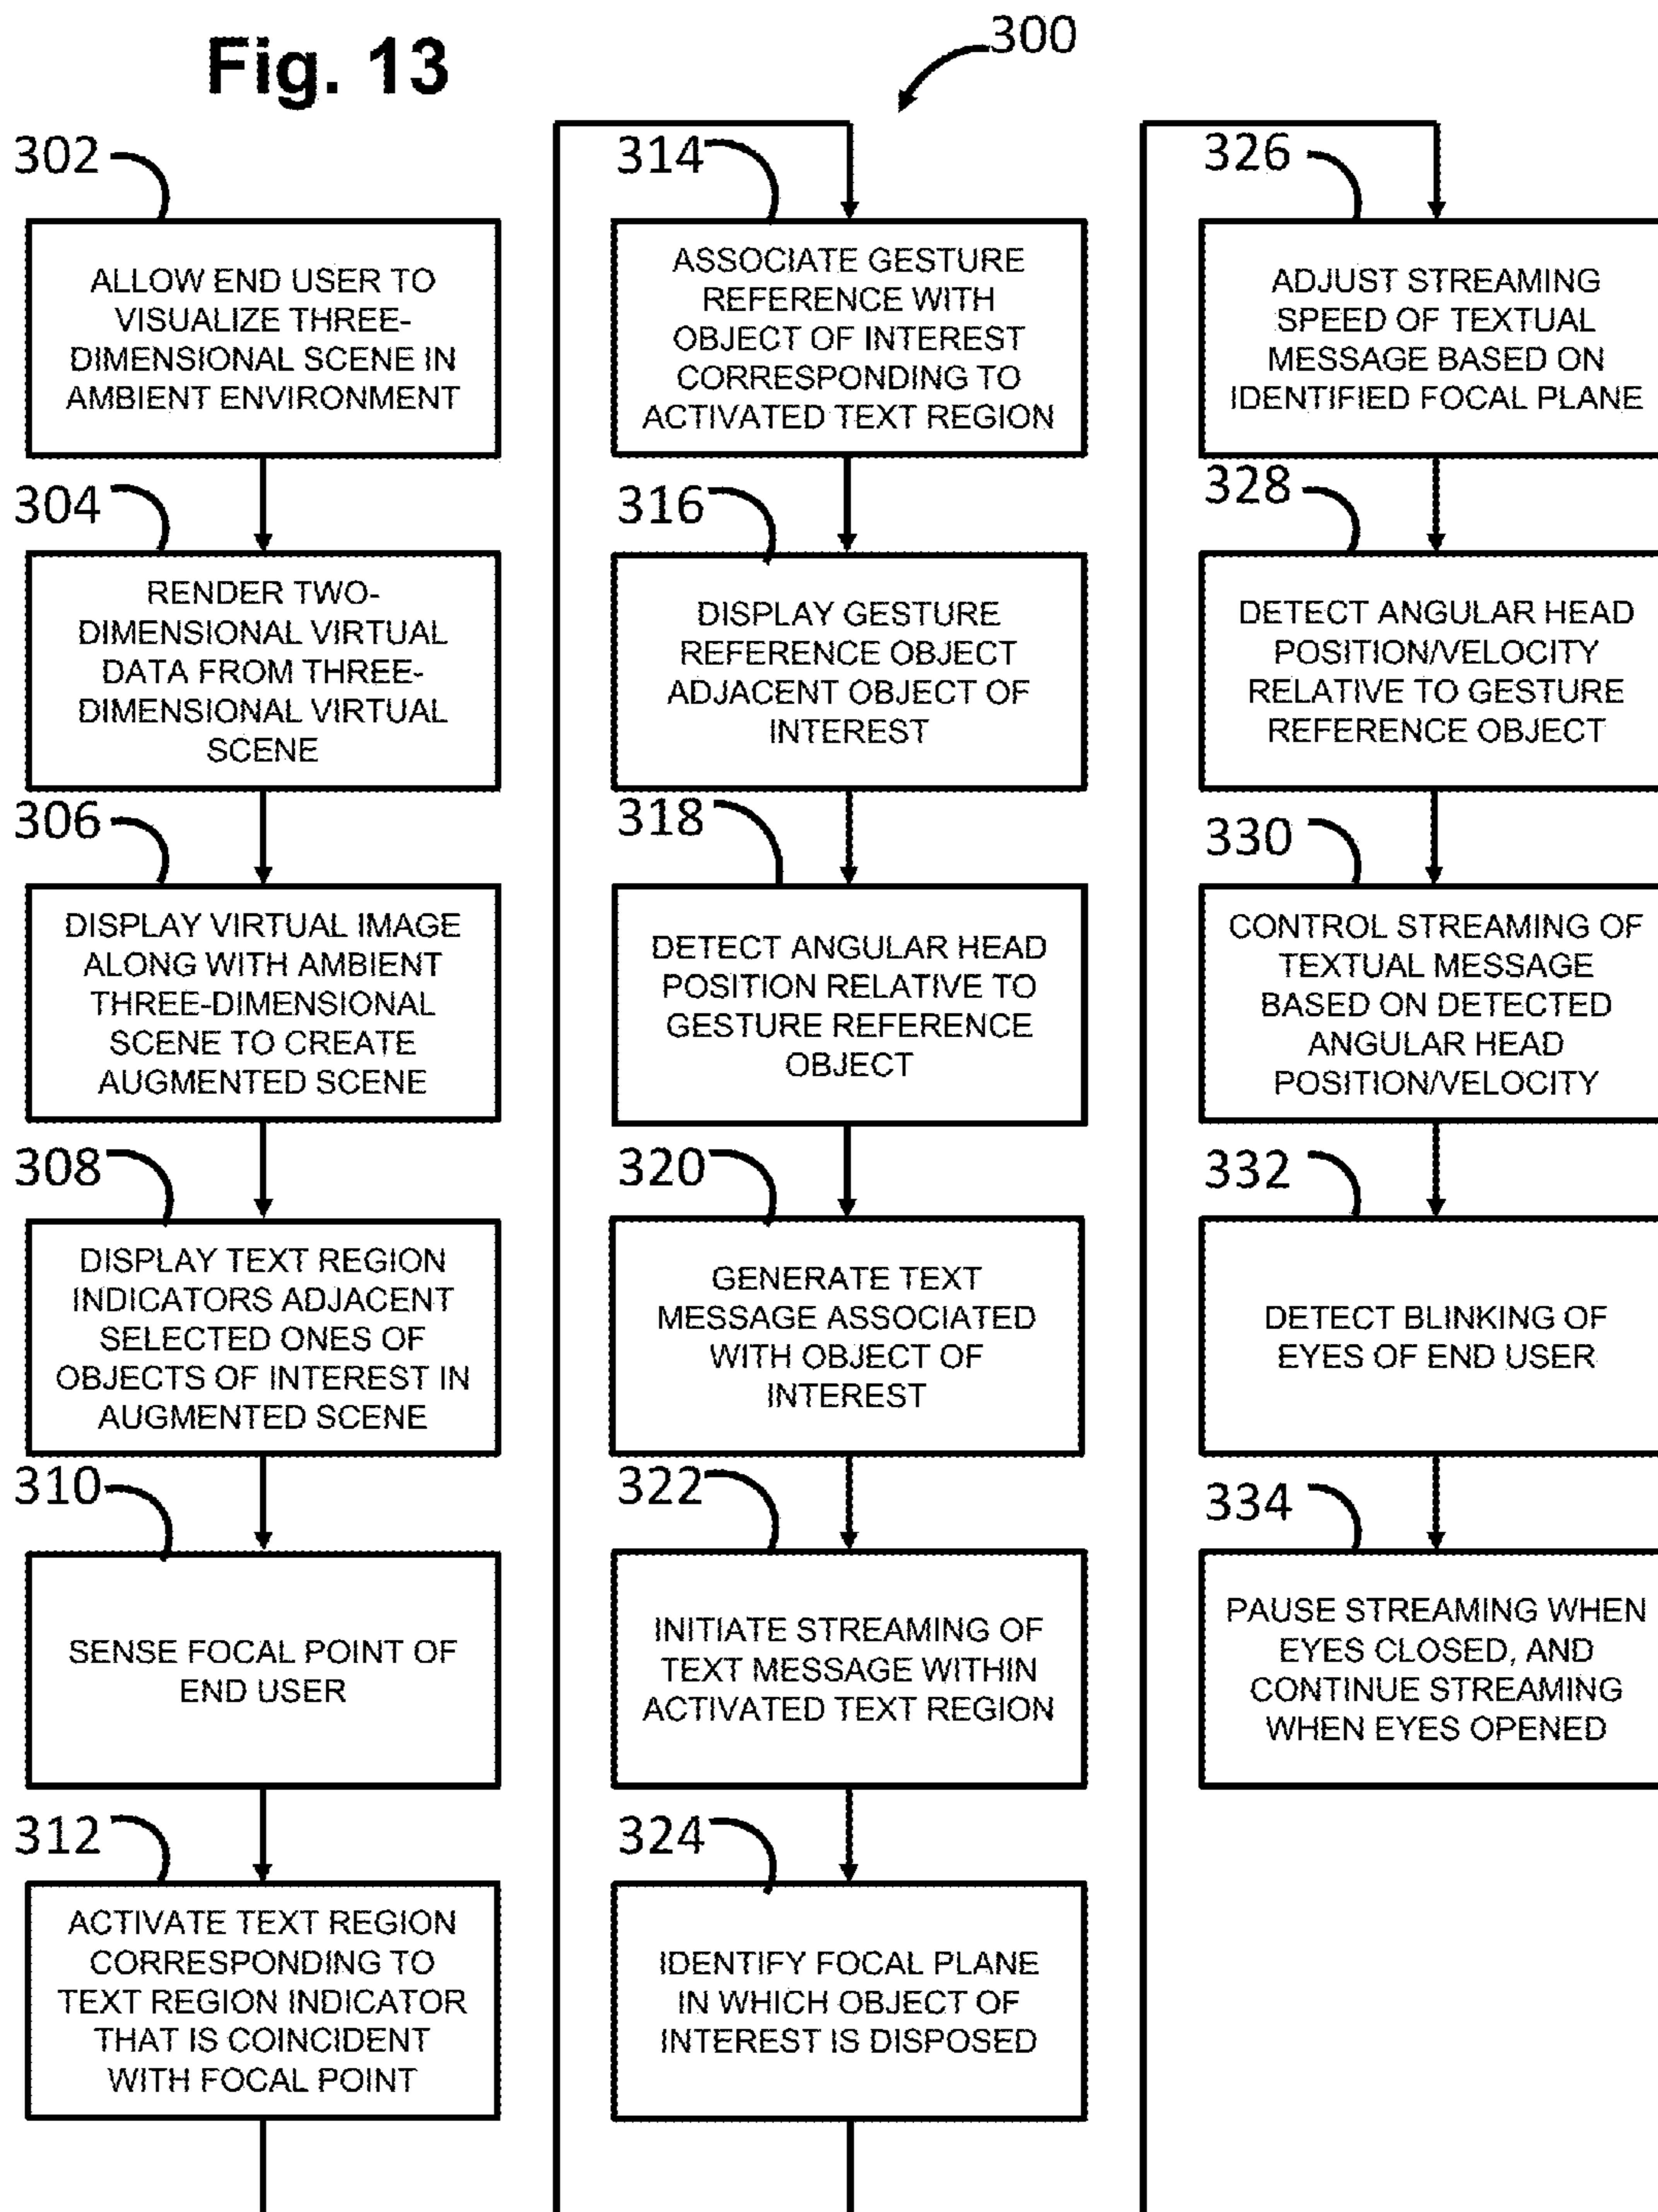 Fig. 13
300
302
ALLOW END USER TO
VISUALIZE THREE-
DIMENSIONAL SCENE IN
AMBIENT ENVIRONMENT
304
RENDER TWO-
DIMENSIONAL VIRTUAL
DATA FROM THREE-
DIMENSIONAL VIRTUAL
SCENE
306
DISPLAY VIRTUAL IMAGE
ALONG WITH AMBIENT
THREE-DIMENSIONAL
SCENE TO CREATE
AUGMENTED SCENE
308
DISPLAY TEXT REGION
INDICATORS ADJACENT
SELECTED ONES OF
OBJECTS OF INTEREST IN
AUGMENTED SCENE
310
SENSE FOCAL POINT OF
END USER
312
ACTIVATE TEXT REGION
CORRESPONDING TO
TEXT REGION INDICATOR
THAT IS COINCIDENT
WITH FOCAL POINT
314
ASSOCIATE GESTURE
REFERENCE WITH
OBJECT OF INTEREST
CORRESPONDING TO
ACTIVATED TEXT REGION
316
DISPLAY GESTURE
REFERENCE OBJECT
ADJACENT OBJECT OF
INTEREST
318
DETECT ANGULAR HEAD
POSITION RELATIVE TO
GESTURE REFERENCE
OBJECT
320
GENERATE TEXT
MESSAGE ASSOCIATED
WITH OBJECT OF
INTEREST
322
INITIATE STREAMING OF
TEXT MESSAGE WITHIN
ACTIVATED TEXT REGION
324
IDENTIFY FOCAL PLANE
IN WHICH OBJECT OF
INTEREST IS DISPOSED
326
ADJUST STREAMING
SPEED OF TEXTUAL
MESSAGE BASED ON
IDENTIFIED FOCAL PLANE
328
DETECT ANGULAR HEAD
POSITION/VELOCITY
RELATIVE TO GESTURE
REFERENCE OBJECT
330
CONTROL STREAMING OF
TEXTUAL MESSAGE
BASED ON DETECTED
ANGULAR HEAD
POSITION/VELOCITY
332
DETECT BLINKING OF
EYES OF END USER
334
PAUSE STREAMING WHEN
EYES CLOSED, AND
CONTINUE STREAMING
WHEN EYES OPENED